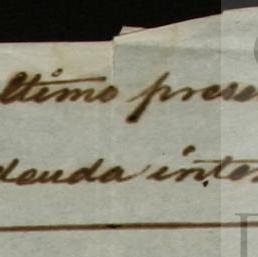 ltimo prese
deuda inte